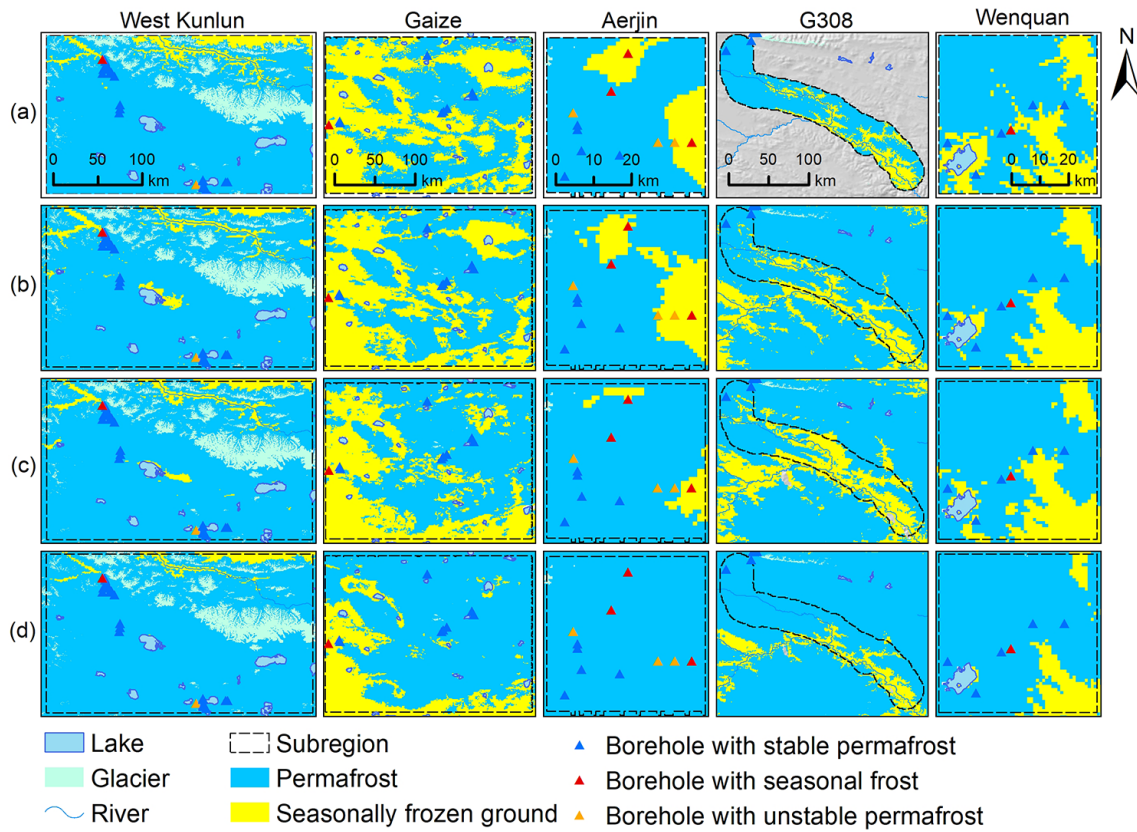 West Kunlun Gaize Aerjin G308 Wenquan
N
(a)
0 50 100 km
0 50 100 km
0 10 20 km
0 50 100 km
0 10 20 km
(b)
(c)
(d)
Lake Subregion Borehole with stable permafrost
Glacier Permafrost Borehole with seasonal frost
River Seasonally frozen ground Borehole with unstable permafrost